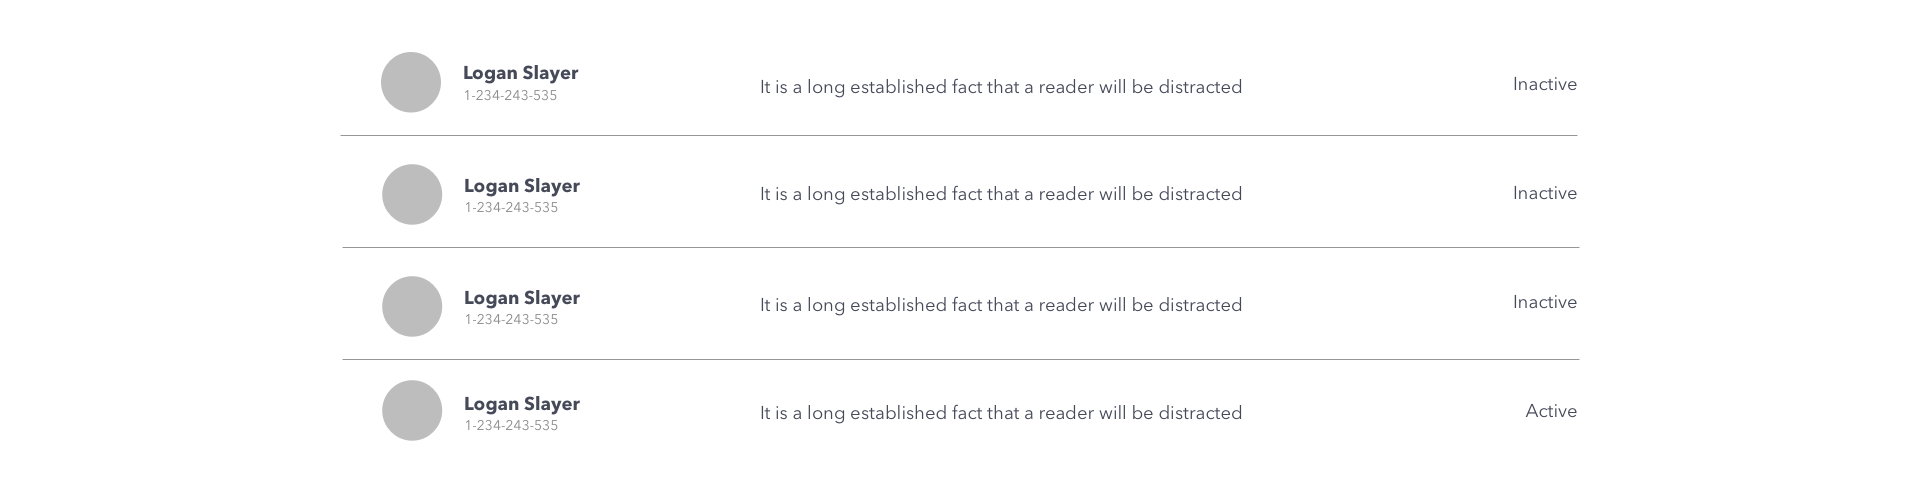 Logan Slayer
1-234-243-535
It is a long established fact that a reader will be distracted
Inactive
Logan Slayer
1-234-243-535
It is a long established fact that a reader will be distracted
Inactive
Logan Slayer
1-234-243-535
It is a long established fact that a reader will be distracted
Inactive
Logan Slayer
1-234-243-535
It is a long established fact that a reader will be distracted
Active